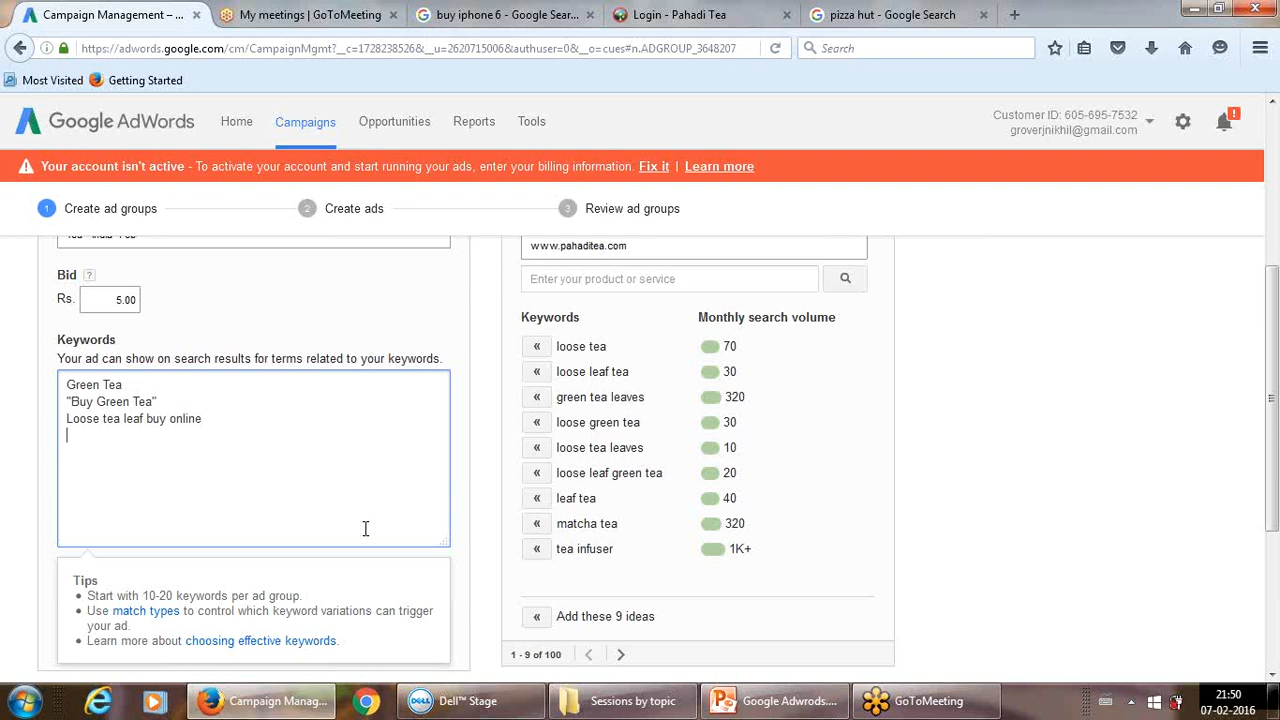 Campaign Management – ...
My meetings | GoToMeeting
buy iphone 6 - Google Sear...
Login - Pahadi Tea
pizza hut - Google Search
https://adwords.google.com/cm/CampaignMgmt?__c=1728238526&__u=2620715006&authuser=0&__o=cues#n.ADGROUP_3648207
Search
Most Visited
Getting Started
Google AdWords
Home
Campaigns
Opportunities
Reports
Tools
Customer ID: 605-695-7532
groverjnikhil@gmail.com
!
Your account isn't active - To activate your account and start running your ads, enter your billing information. Fix it | Learn more
1 Create ad groups
2 Create ads
3 Review ad groups
www.pahaditea.com
Bid ?
Rs. 5.00
Enter your product or service
Keywords
Your ad can show on search results for terms related to your keywords.
Green Tea
"Buy Green Tea"
Loose tea leaf buy online
Keywords Monthly search volume
« loose tea 70
« loose leaf tea 30
« green tea leaves 320
« loose green tea 30
« loose tea leaves 10
« loose leaf green tea 20
« leaf tea 40
« matcha tea 320
« tea infuser 1K+
« Add these 9 ideas
1 - 9 of 100
Tips
• Start with 10-20 keywords per ad group.
• Use match types to control which keyword variations can trigger
your ad.
• Learn more about choosing effective keywords.
Campaign Manag...
Dell™ Stage
Sessions by topic
Google Adwords....
GoToMeeting
21:50
07-02-2016